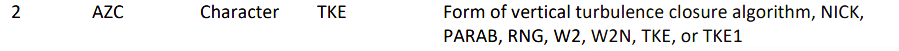 2 AZC Character TKE Form of vertical turbulence closure algorithm, NICK,
PARAB, RNG, W2, W2N, TKE, or TKE1